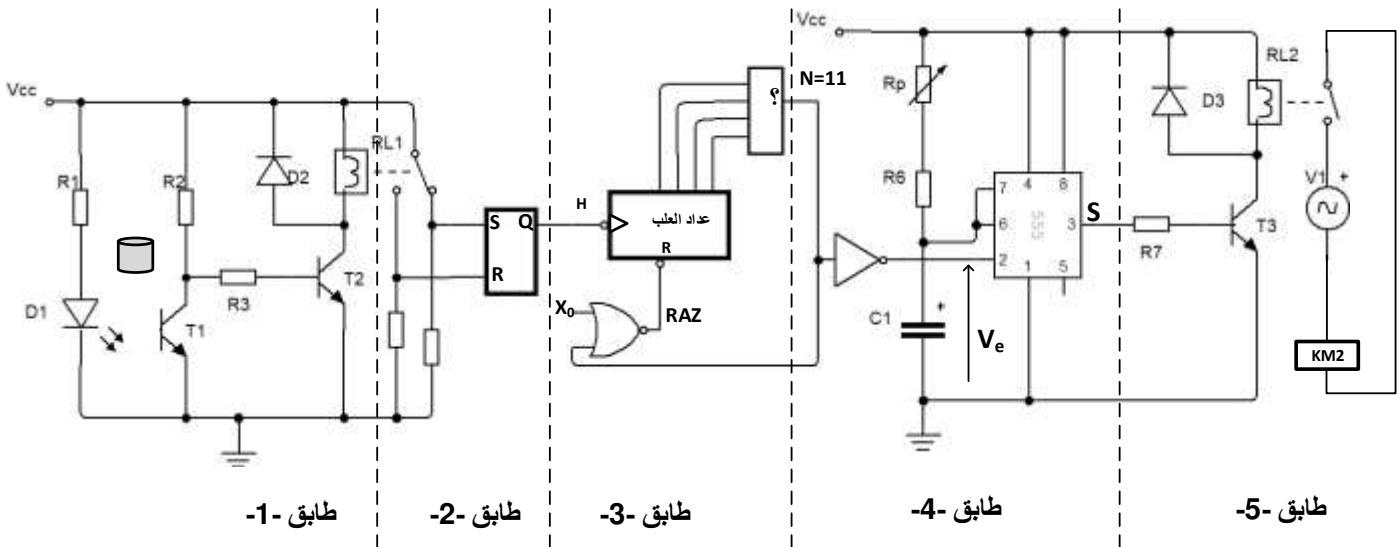 Vcc
R1
R2
D2
RL1
D1
T1
R3
T2
S
Q
R
H
عداد العلب
R
؟
N=11
X₀
RAZ
Vcc
Rp
R6
C1
Vₑ
7
6
2
4
8
555
3
1
5
S
R7
D3
RL2
T3
V1
+
+
KM2
طابق -1-
طابق -2-
طابق -3-
طابق -4-
طابق -5-